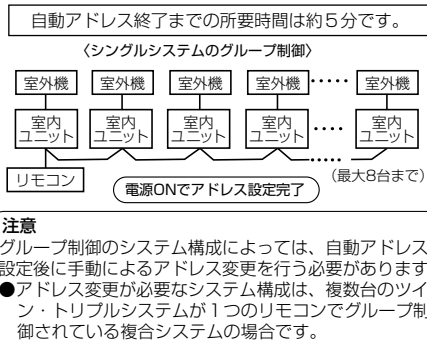 自動アドレス終了までの所要時間は約5分です。
〈シングルシステムのグループ制御〉
室外機 室外機 室外機 室外機 室外機
室内ユニット 室内ユニット 室内ユニット 室内ユニット 室内ユニット
リモコン 電源ONでアドレス設定完了 (最大8台まで)
注意
グループ制御のシステム構成によっては、自動アドレス
設定後に手動によるアドレス変更を行う必要があります
●アドレス変更が必要なシステム構成は、複数台のツイ
ン・トリプルシステムが1つのリモコンでグループ制
御されている複合システムの場合です。